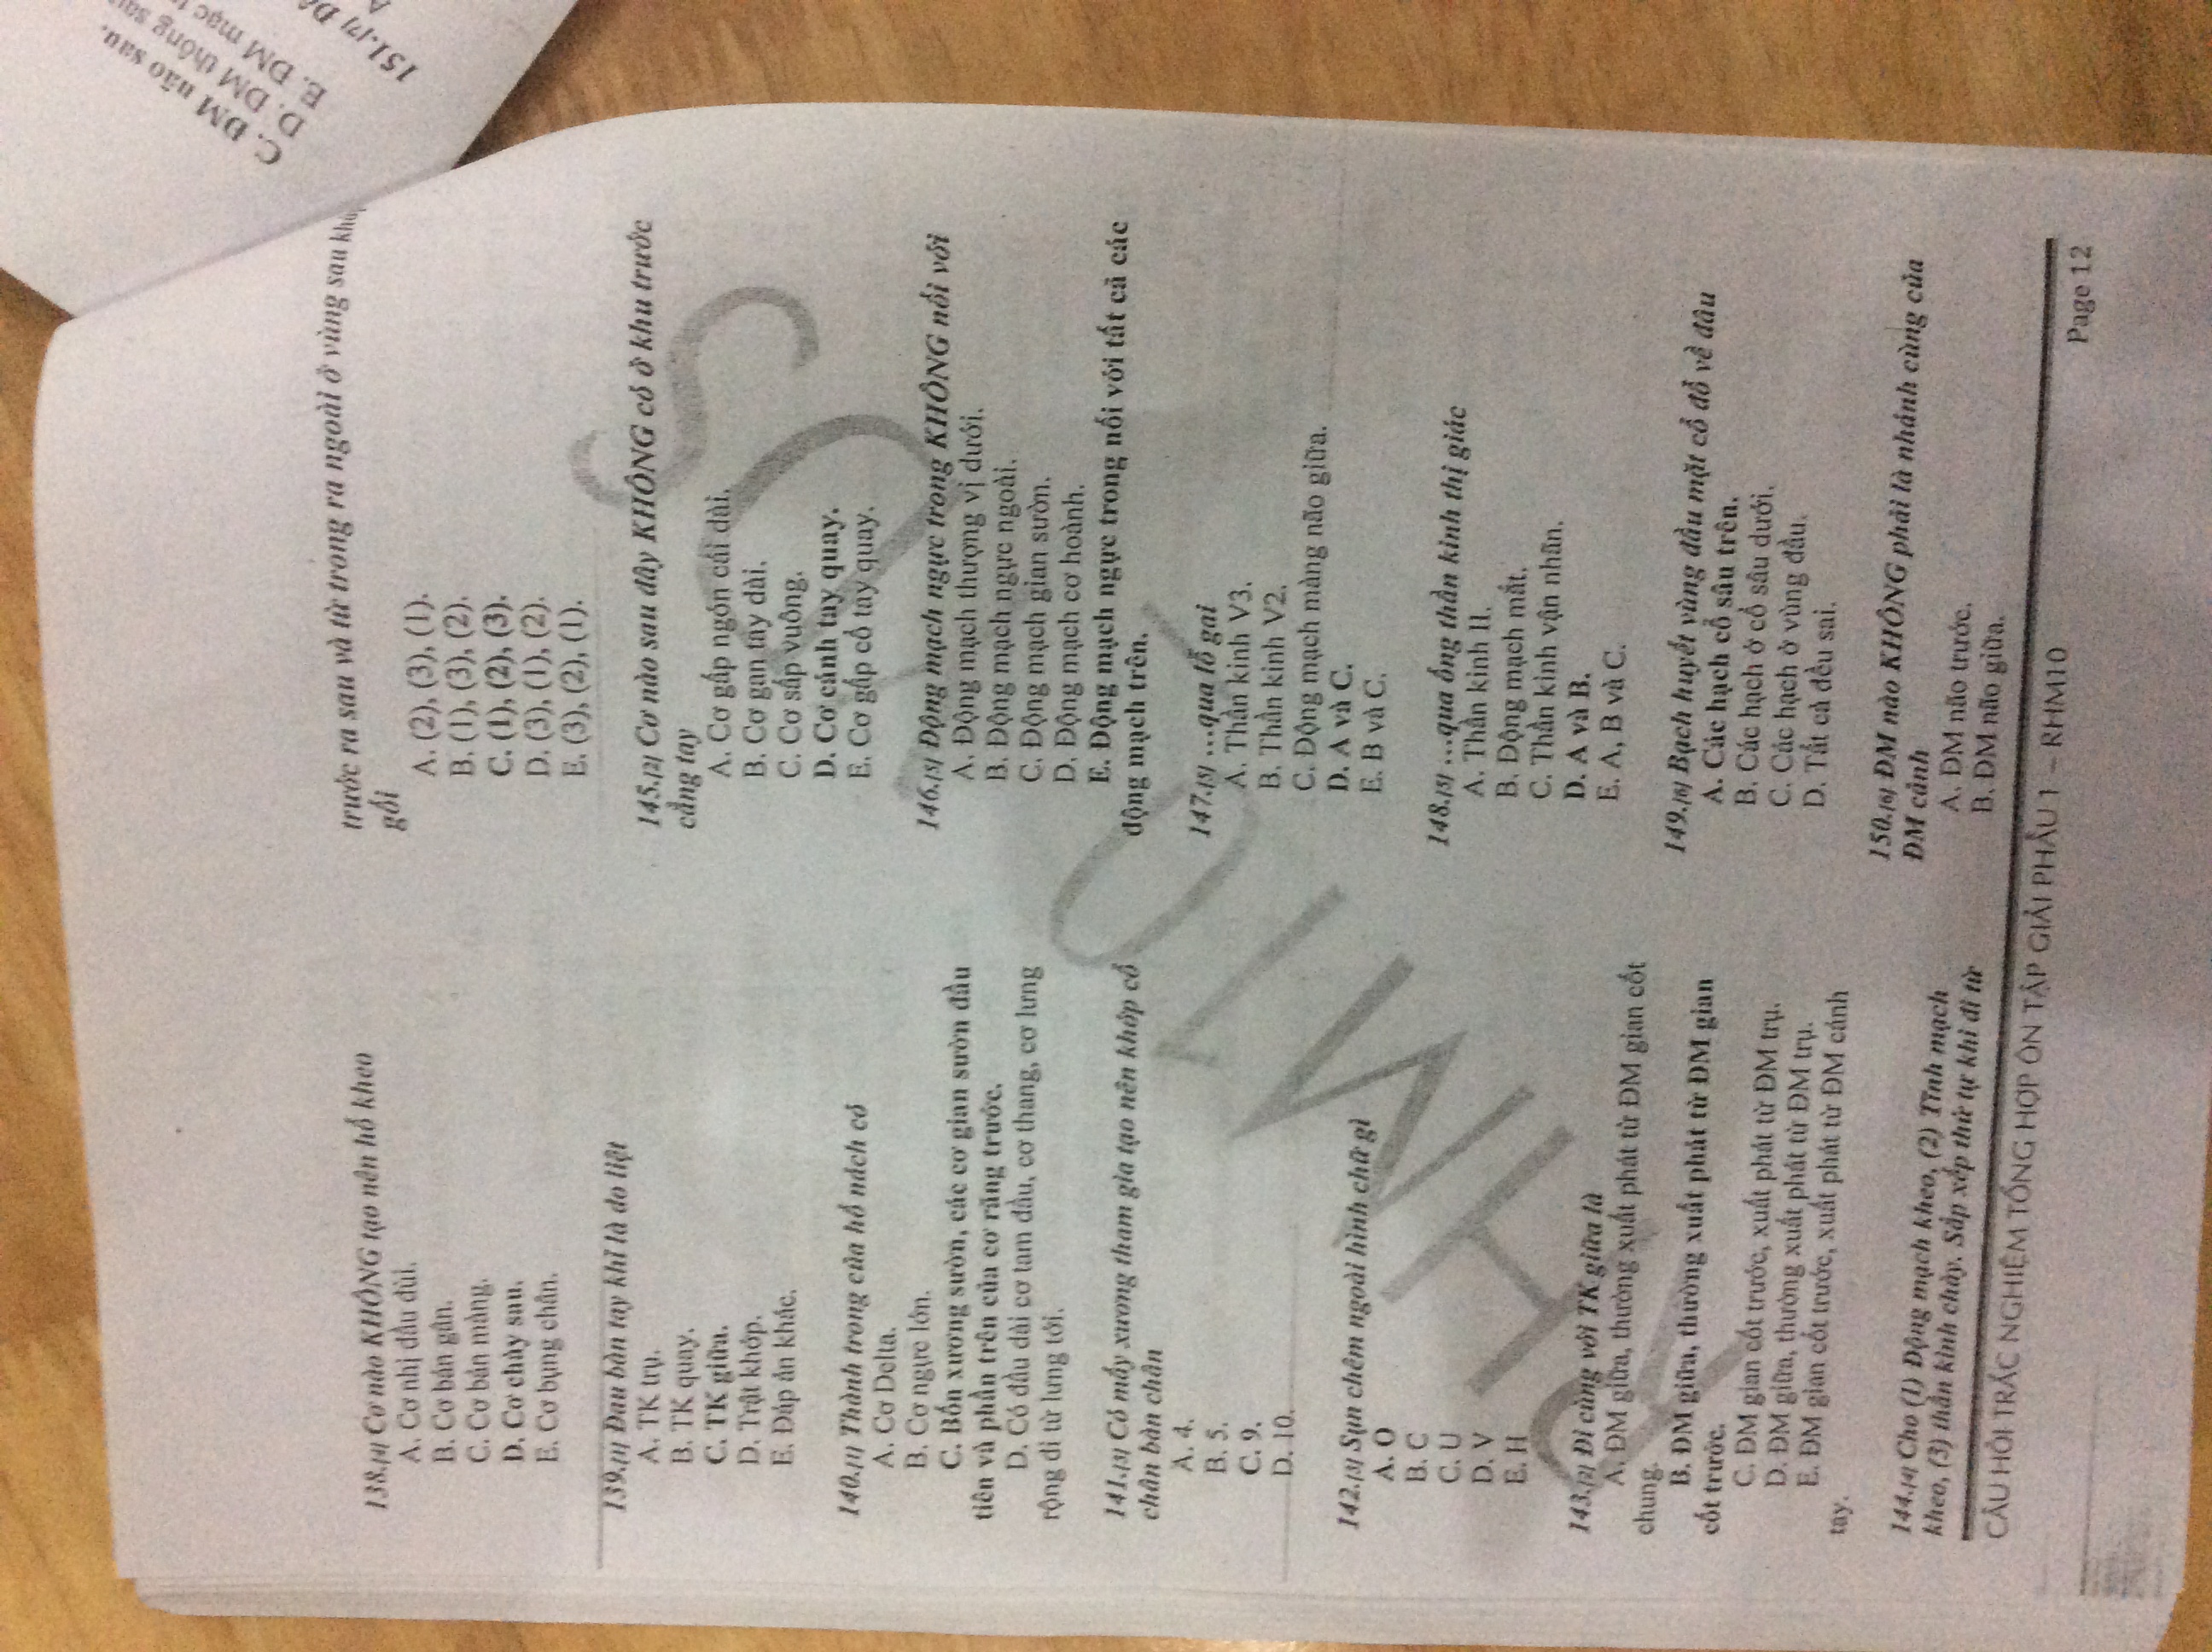 138.[4] Cơ nào KHÔNG tạo nên hố kheo
A. Cơ nhị đầu đùi.
B. Cơ bán gân.
C. Cơ bán màng.
D. Cơ chày sau.
E. Cơ bụng chân.
139.[1] Đau bàn tay khỉ là do liệt
A. TK trụ.
B. TK quay.
C. TK giữa.
D. Trật khớp.
E. Đáp án khác.
140.[1] Thành trong của hố nách có
A. Cơ Delta.
B. Cơ ngực lớn.
C. Bốn xương sườn, các cơ gian sườn đầu
tiên và phần trên của cơ răng trước.
D. Có đầu dài cơ tam đầu, cơ thang, cơ lưng
rộng đi từ lưng tới.
141.[3] Có mấy xương tham gia tạo nên khớp cổ
chân bàn chân
A. 4.
B. 5.
C. 9.
D. 10.
142.[3] Sụn chêm ngoài hình chữ gì
A. O
B. C
C. U
D. V
E. H
143.[2] Đi cùng với TK giữa là
A. ĐM giữa, thường xuất phát từ ĐM gian cốt
chung.
B. ĐM giữa, thường xuất phát từ ĐM gian
cốt trước.
C. ĐM gian cốt trước, xuất phát từ ĐM trụ.
D. ĐM giữa, thường xuất phát từ ĐM trụ.
E. ĐM gian cốt trước, xuất phát từ ĐM cánh
tay.
144.[4] Cho (1) Động mạch kheo, (2) Tĩnh mạch
kheo, (3) thần kinh chày. Sắp xếp thứ tự khi đi từ
trước ra sau và từ trong ra ngoài ở vùng sau
gối
A. (2), (3), (1).
B. (1), (3), (2).
C. (1), (2), (3).
D. (3), (1), (2).
E. (3), (2), (1).
145.[2] Cơ nào sau đây KHÔNG có ở khu trước
cẳng tay
A. Cơ gấp ngón cái dài.
B. Cơ gan tay dài.
C. Cơ sấp vuông.
D. Cơ cánh tay quay.
E. Cơ gấp cổ tay quay.
146.[5] Động mạch ngực trong KHÔNG nối với
A. Động mạch thượng vị dưới.
B. Động mạch ngực ngoài.
C. Động mạch gian sườn.
D. Động mạch cơ hoành.
E. Động mạch ngực trong nối với tất cả các
động mạch trên.
147.[5] ...qua lỗ gai
A. Thần kinh V3.
B. Thần kinh V2.
C. Động mạch màng não giữa.
D. A và C.
E. B và C.
148.[5] ...qua ống thần kinh thị giác
A. Thần kinh II.
B. Động mạch mắt.
C. Thần kinh vận nhãn.
D. A và B.
E. A, B và C.
149.[6] Bạch huyết vùng đầu mặt cổ đổ về đâu
A. Các hạch cổ sâu trên.
B. Các hạch ở cổ sâu dưới.
C. Các hạch ở vùng đầu.
D. Tất cả đều sai.
150.[6] ĐM nào KHÔNG phải là nhánh cùng của
ĐM cảnh
A. ĐM não trước.
B. ĐM não giữa.
CÂU HỎI TRẮC NGHIỆM TỔNG HỢP ÔN TẬP GIẢI PHẪU 1 – RHM10
Page 12
C. ĐM não sau.
D. ĐM thông
E. ĐM mạc
151.[7]
A